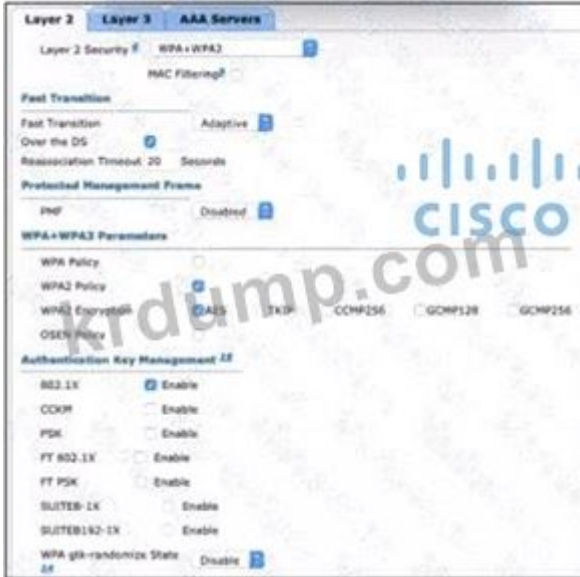 Layer 2 Layer 3 AAA Servers
Layer 2 Security 6 WPA+WPA2
MAC Filtering
Fast Transition
Fast Transition Adaptive
Over the DS
Reassociation Timeout 20 Seconds
Protected Management Frame
PMF Disabled
CISCO
WPA+WPA2 Parameters
WPA Policy
WPA2 Policy
WPA2 Encryption AES TKIP CCMP256 GCMP128 GCMP256
OSEN Policy
krdump.com
Authentication Key Management
802.1X Enable
CCKM Enable
PSK Enable
FT 802.1X Enable
FT PSK Enable
SUITEB-1X Enable
SUITEB192-1X Enable
WPA gtk-randomize State Disable